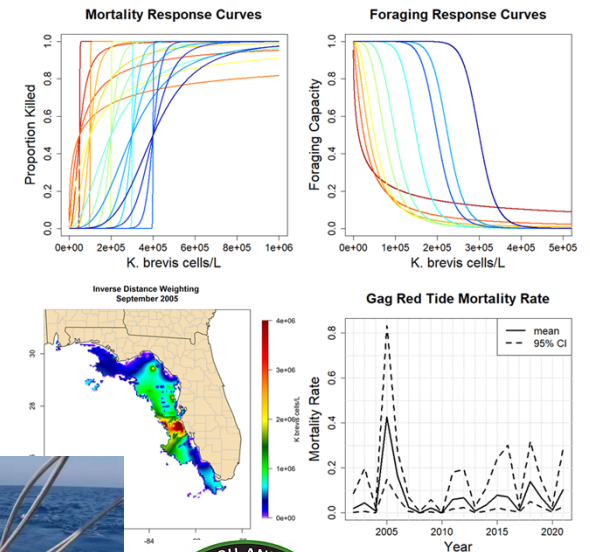 Mortality Response Curves
Proportion Killed
1.0
0.8
0.6
0.4
0.2
0.0
0e+00 2e+05 4e+05 6e+05 8e+05 1e+06
K. brevis cells/L
Foraging Response Curves
Foraging Capacity
1.0
0.8
0.6
0.4
0.2
0.0
0e+00 1e+05 2e+05 3e+05 4e+05 5e+05
K. brevis cells/L
Inverse Distance Weighting
September 2005
30
28
-84
4e+06
3e+06
2e+06
1e+06
0e+00
K brevis cells/L
Gag Red Tide Mortality Rate
Mortality Rate
0.8
0.6
0.4
0.2
0.0
mean
95% CI
2005 2010 2015 2020
Year